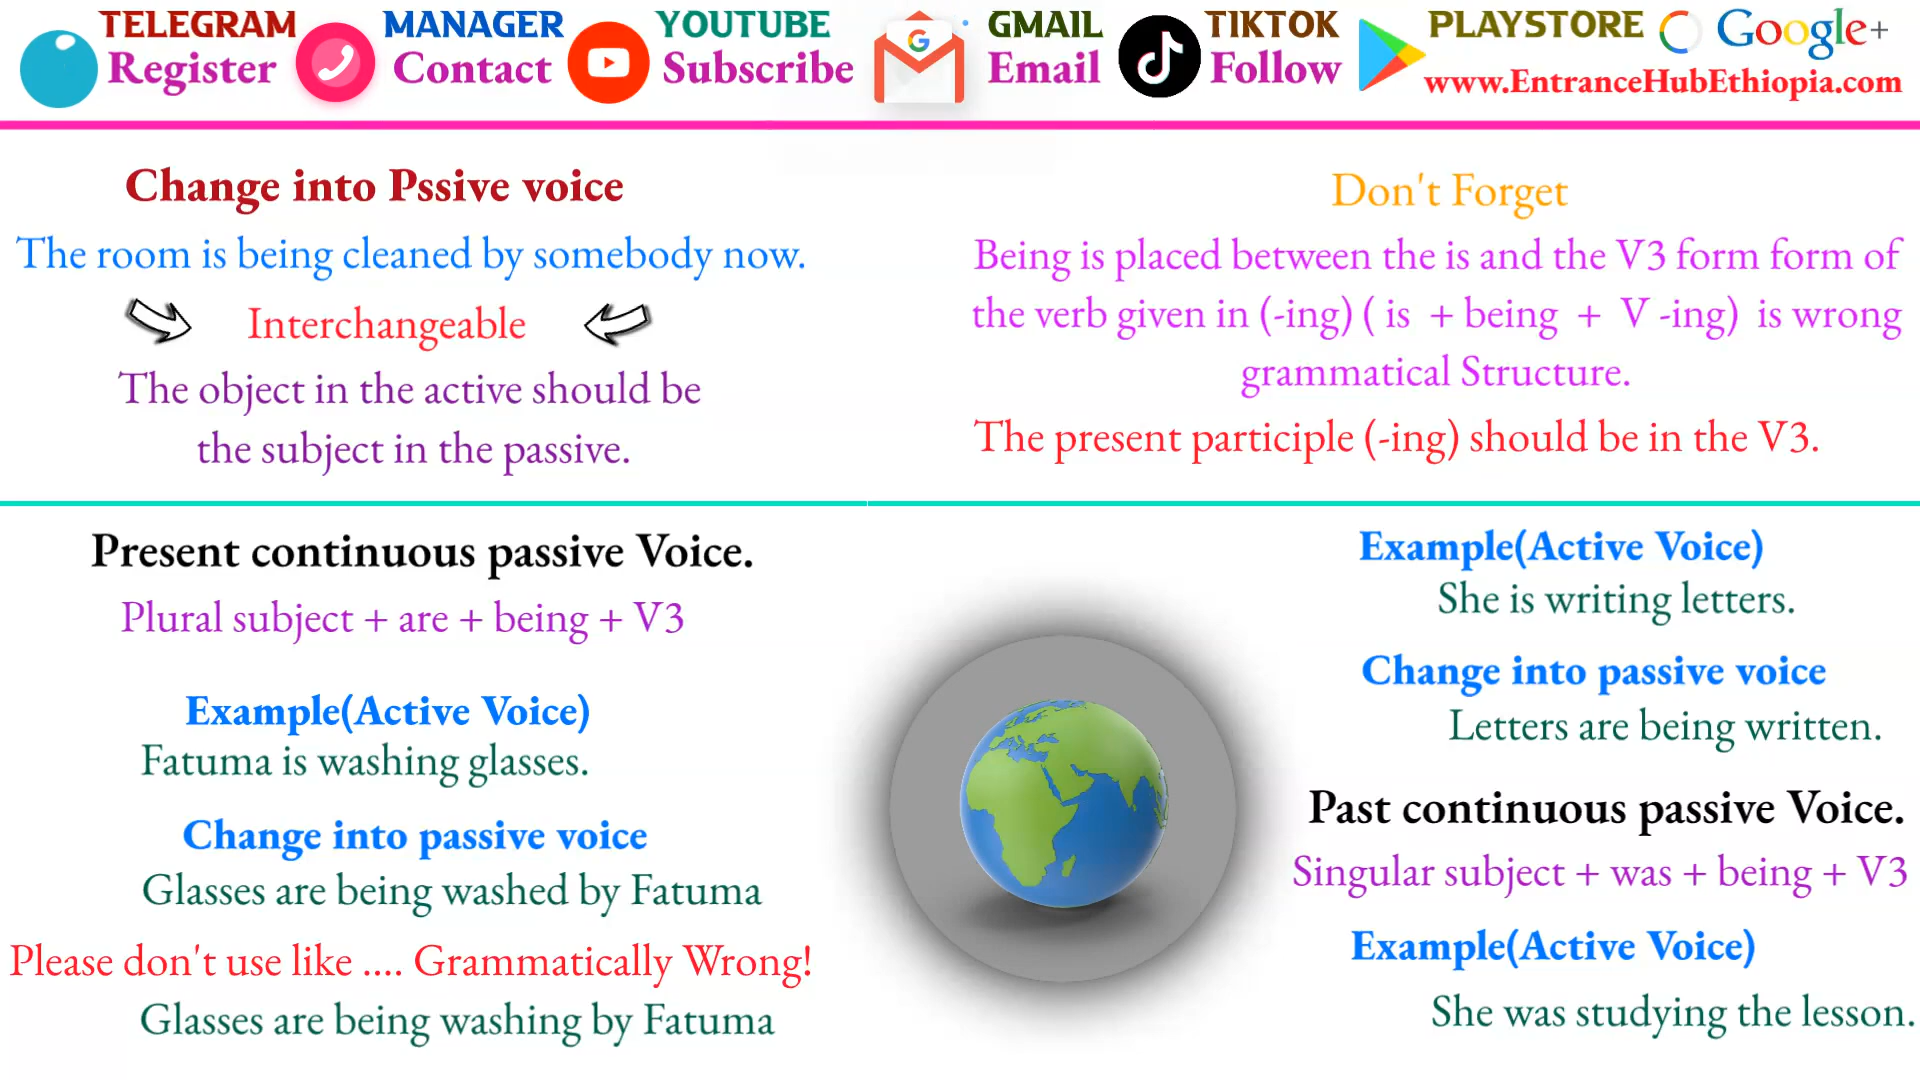 TELEGRAM
Register
MANAGER
Contact
YOUTUBE
Subscribe
G
GMAIL
Email
TIKTOK
Follow
PLAYSTORE
Google+
www.EntranceHubEthiopia.com
Change into Pssive voice
The room is being cleaned by somebody now.
Interchangeable
The object in the active should be
the subject in the passive.
Don't Forget
Being is placed between the is and the V3 form form of
the verb given in (-ing) ( is + being + V -ing) is wrong
grammatical Structure.
The present participle (-ing) should be in the V3.
Present continuous passive Voice.
Plural subject + are + being + V3
Example(Active Voice)
Fatuma is washing glasses.
Change into passive voice
Glasses are being washed by Fatuma
Please don't use like .... Grammatically Wrong!
Glasses are being washing by Fatuma
Example(Active Voice)
She is writing letters.
Change into passive voice
Letters are being written.
Past continuous passive Voice.
Singular subject + was + being + V3
Example(Active Voice)
She was studying the lesson.